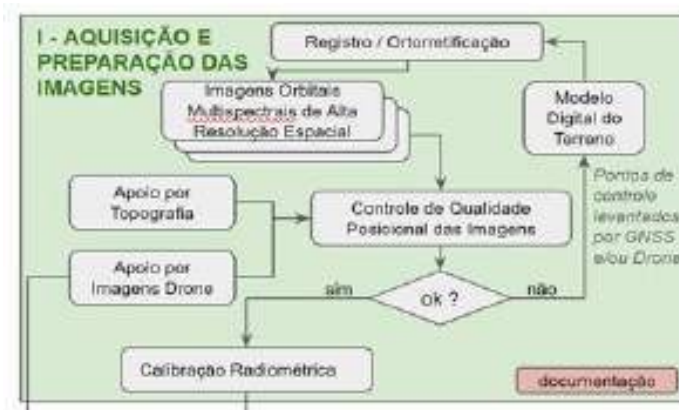 I - AQUISIÇÃO E
PREPARAÇÃO DAS
IMAGENS
Registro / Ortorretificação
Imagens Orbitais
Multispectrais de Alta
Resolução Espacial
Modelo
Digital do
Terreno
Apoio por
Topografia
Controle de Qualidade
Posicional das Imagens
Pontos de
controle
levantados
por GNSS
e/ou Drone
Apoio por
Imagens Drone
sim
ok ?
não
Calibração Radiométrica
documentação